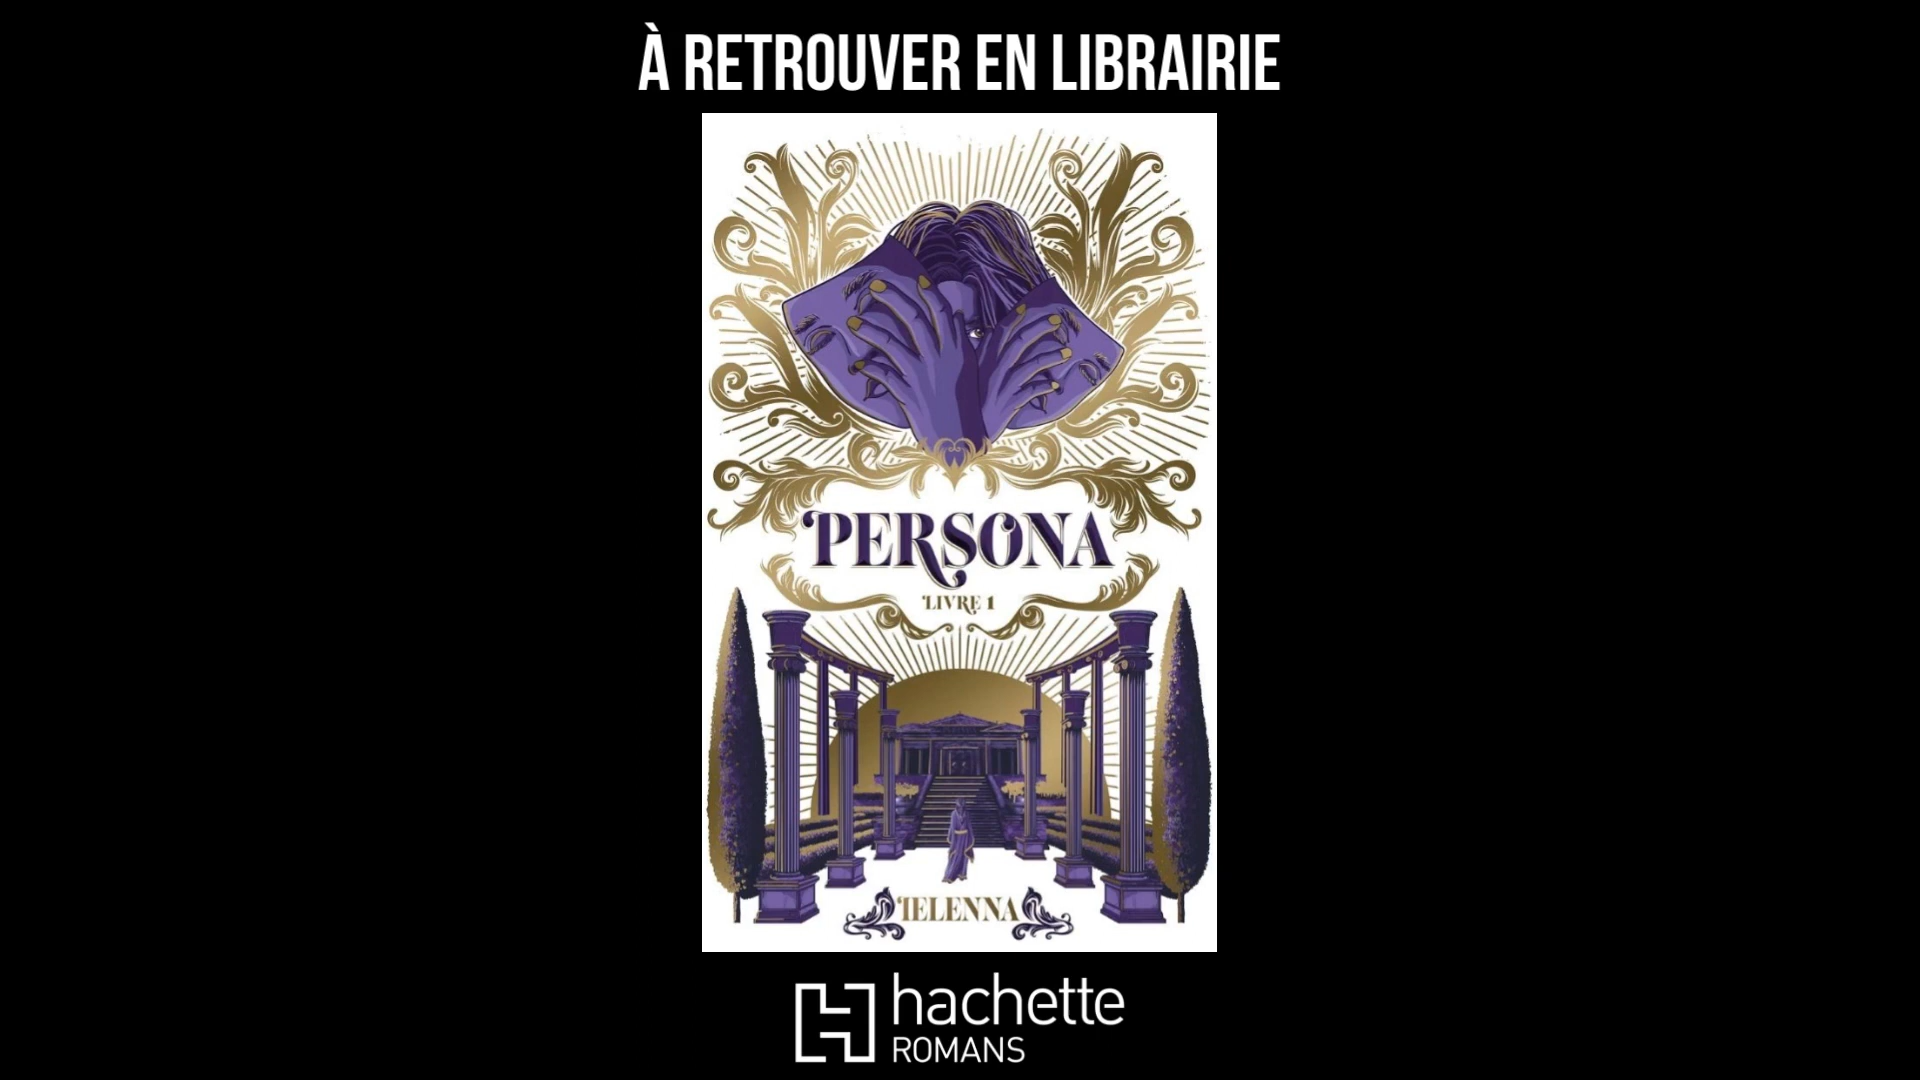 À RETROUVER EN LIBRAIRIE
PERSONA
LIVRE 1
IELENNA
hachette
ROMANS